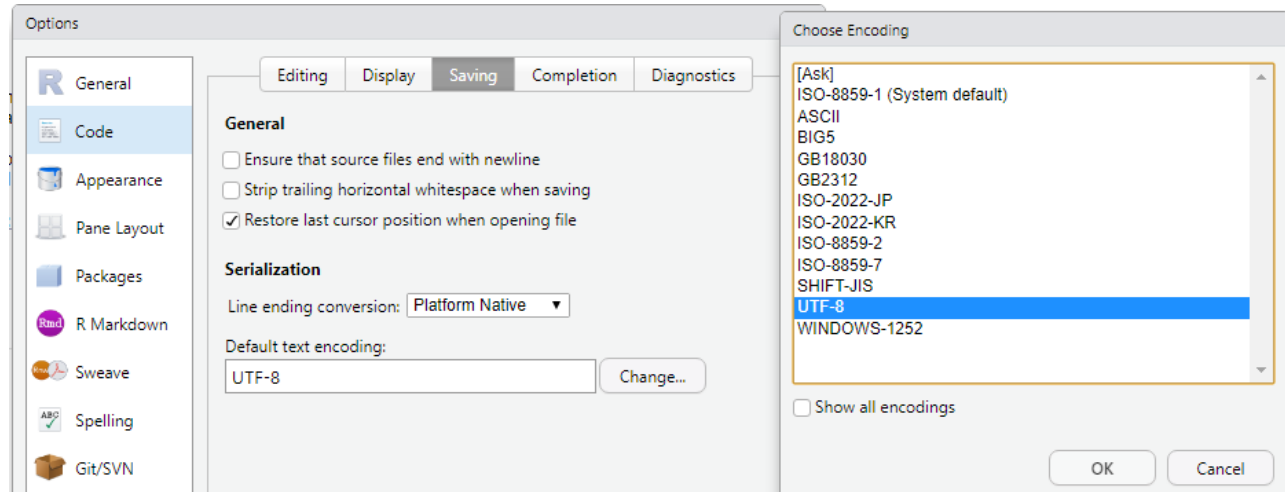 Options
General
Code
Appearance
Pane Layout
Packages
Rmd
R Markdown
Sweave
ABC
Spelling
Git/SVN
Editing
Display
Saving
Completion
Diagnostics
General
Ensure that source files end with newline
Strip trailing horizontal whitespace when saving
Restore last cursor position when opening file
Serialization
Line ending conversion: Platform Native
Default text encoding:
UTF-8
Change...
Choose Encoding
[Ask]
ISO-8859-1 (System default)
ASCII
BIG5
GB18030
GB2312
ISO-2022-JP
ISO-2022-KR
ISO-8859-2
ISO-8859-7
SHIFT-JIS
UTF-8
WINDOWS-1252
Show all encodings
OK
Cancel